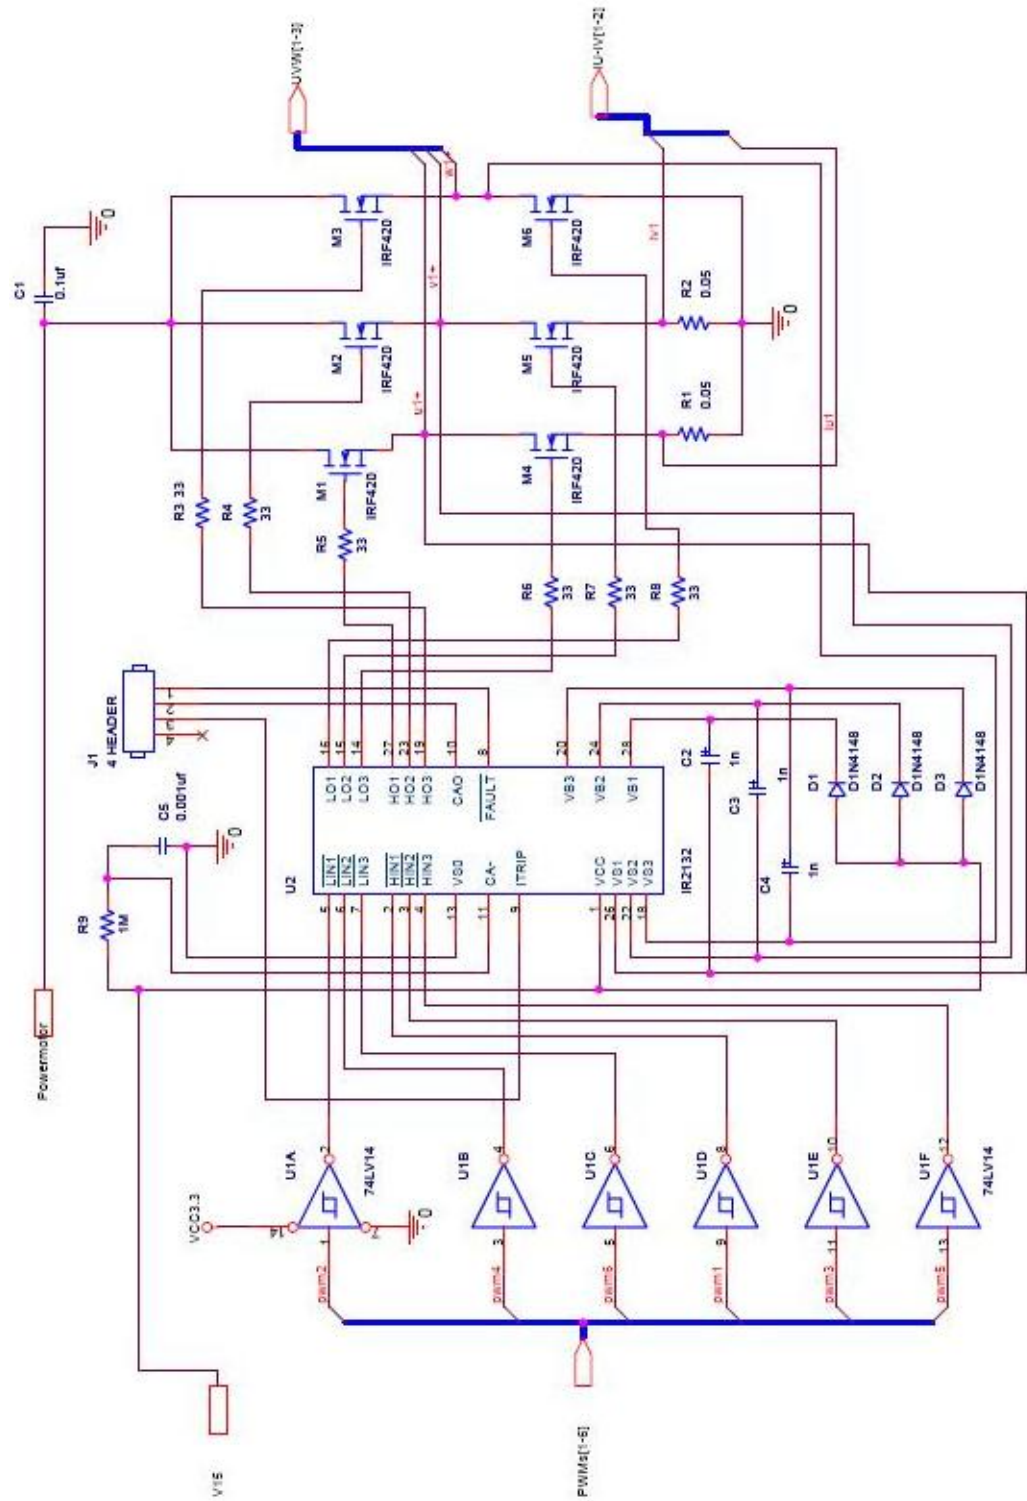 Powermotor
V15
PWMs[1-6]
UVW[1-3]
IU-IV[1-2]
C1
0.1uf
0
J1
4 HEADER
1
2
3
4
R9
1M
C5
0.001uf
0
U2
IR2132
LIN1
LIN2
LIN3
HIN1
HIN2
HIN3
VS0
CA-
ITRIP
VCC
VS1
VS2
VS3
5
6
7
2
3
4
13
11
9
1
26
22
18
LO1
LO2
LO3
HO1
HO2
HO3
CAO
FAULT
VB3
VB2
VB1
16
15
14
27
23
19
10
8
20
24
28
R3 33
R4
33
R5
33
R6
33
R7
33
R8
33
M1
IRF420
M2
IRF420
M3
IRF420
M4
IRF420
M5
IRF420
M6
IRF420
u1+
v1+
w1+
iv1
iu1
R1
0.05
R2
0.05
0
C2
1n
C3
1n
C4
1n
D1
D1N4148
D2
D1N4148
D3
D1N4148
VCC3.3
U1A
74LV14
14
7
0
1
2
pwm2
U1B
3
4
pwm4
U1C
5
6
pwm6
U1D
9
8
pwm1
U1E
11
10
pwm3
U1F
74LV14
13
12
pwm5